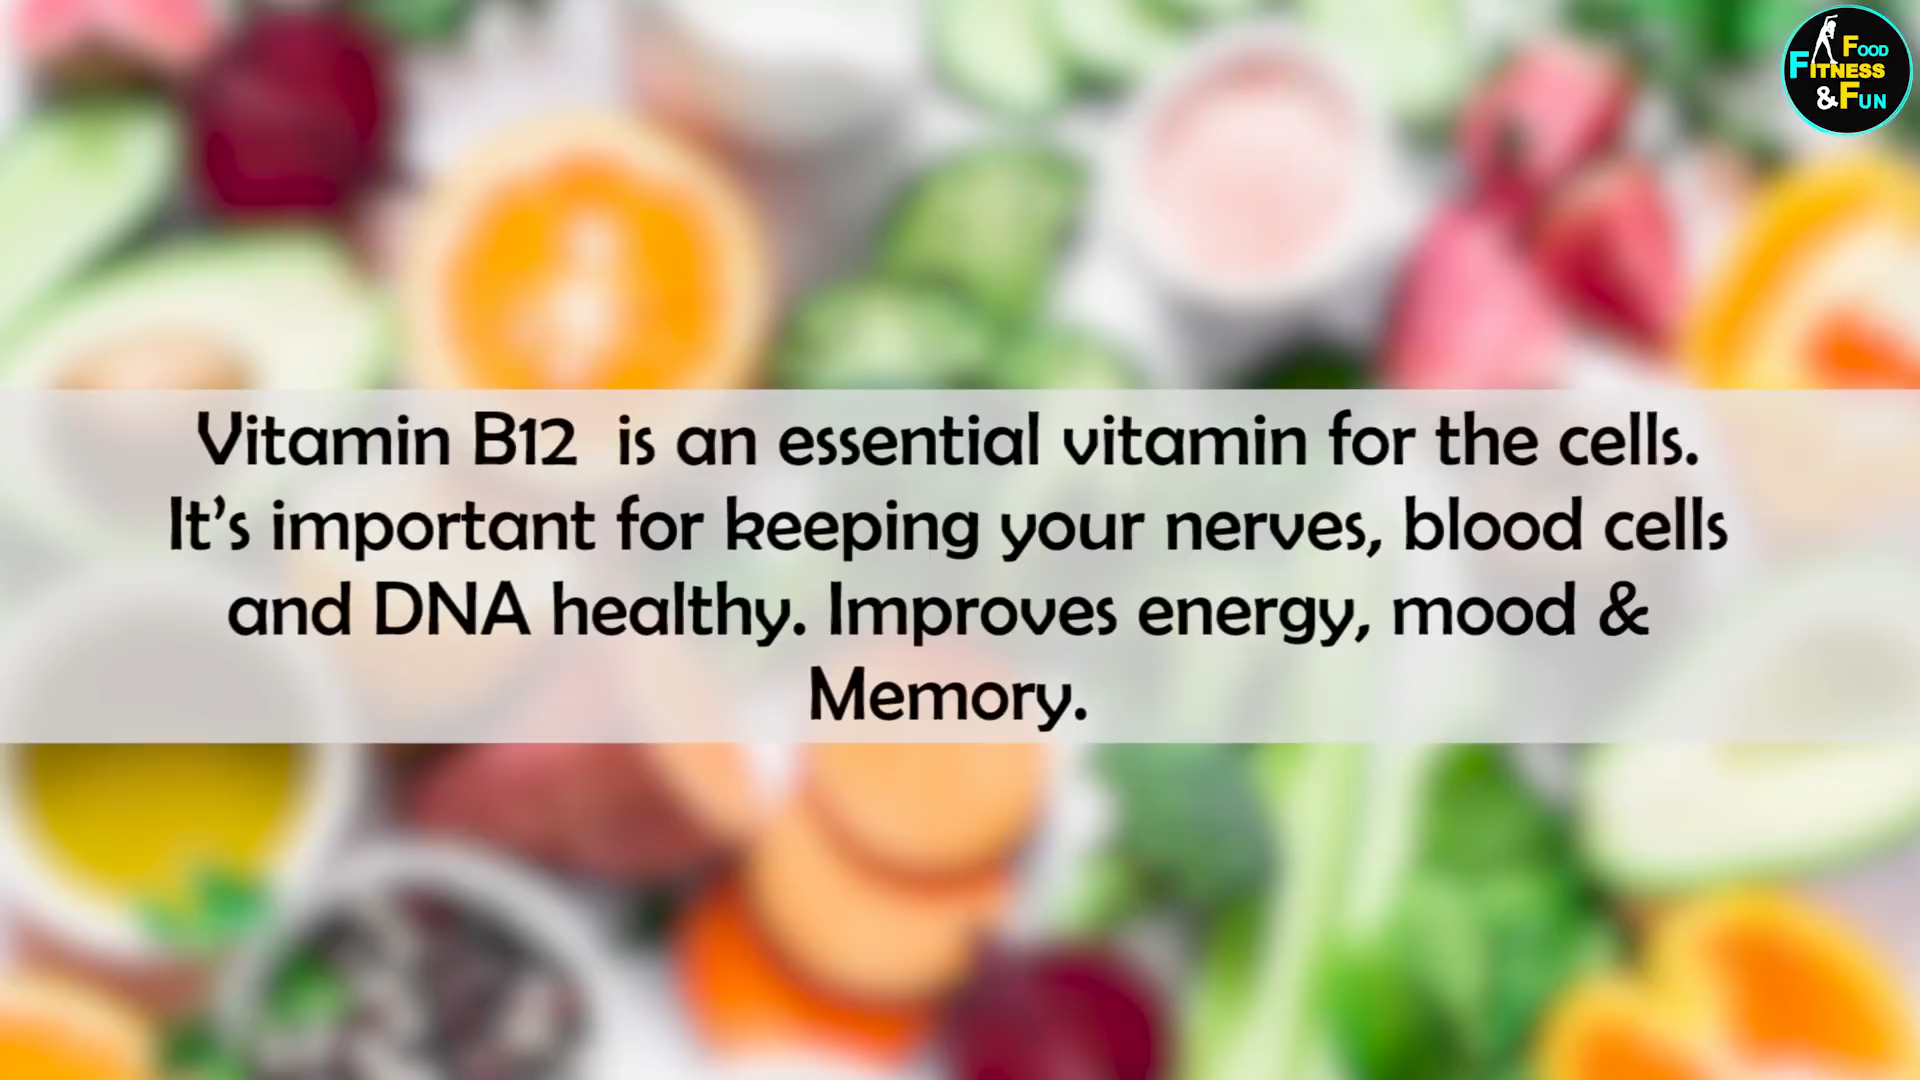 FOOD
FITNESS
&FUN
Vitamin B12 is an essential vitamin for the cells.
It’s important for keeping your nerves, blood cells
and DNA healthy. Improves energy, mood &
Memory.